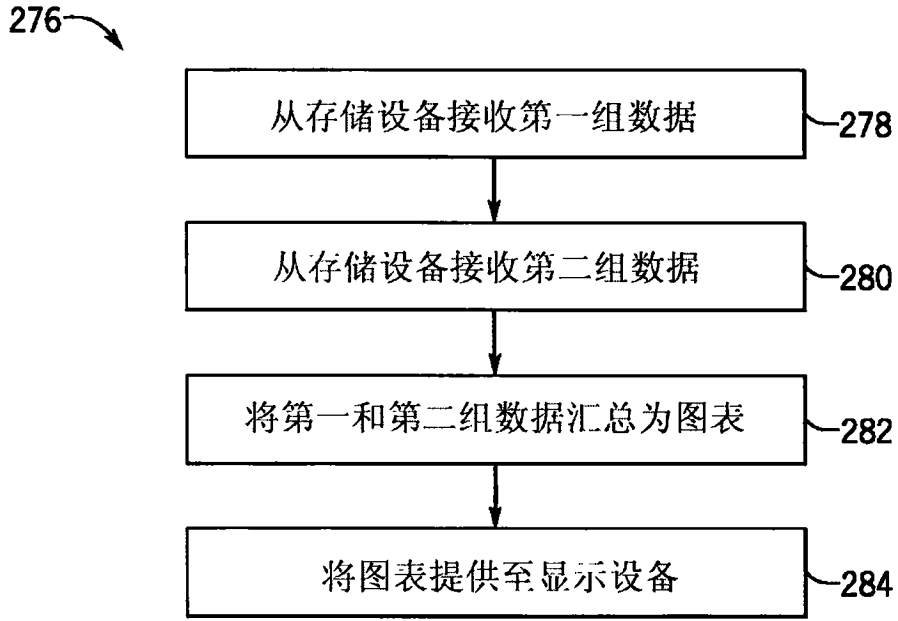 276
从存储设备接收第一组数据
278
从存储设备接收第二组数据
280
将第一和第二组数据汇总为图表
282
将图表提供至显示设备
284